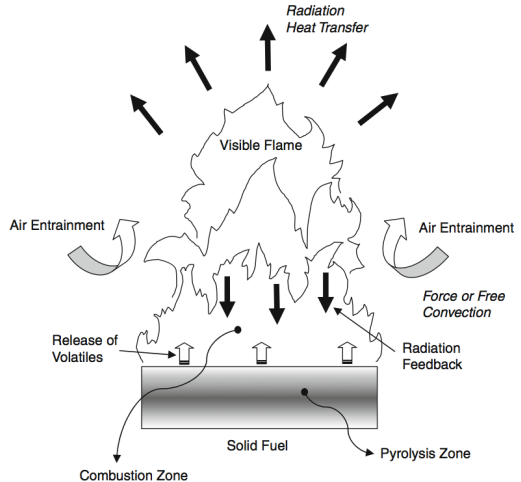 Radiation
Heat Transfer
Visible Flame
Air Entrainment
Air Entrainment
Force or Free
Convection
Release of
Volatiles
Radiation
Feedback
Solid Fuel
Pyrolysis Zone
Combustion Zone